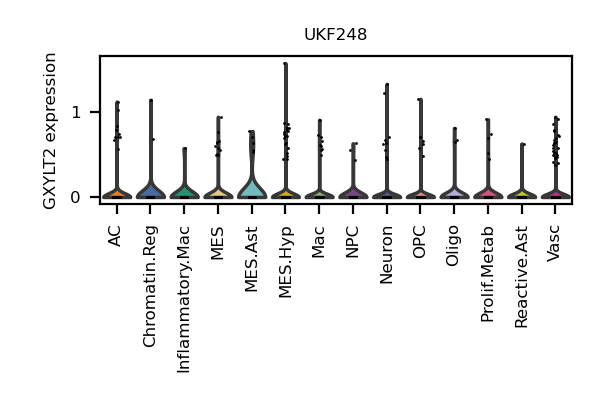 UKF248
GXYLT2 expression
1
0
AC
Chromatin.Reg
Inflammatory.Mac
MES
MES.Ast
MES.Hyp
Mac
NPC
Neuron
OPC
Oligo
Prolif.Metab
Reactive.Ast
Vasc